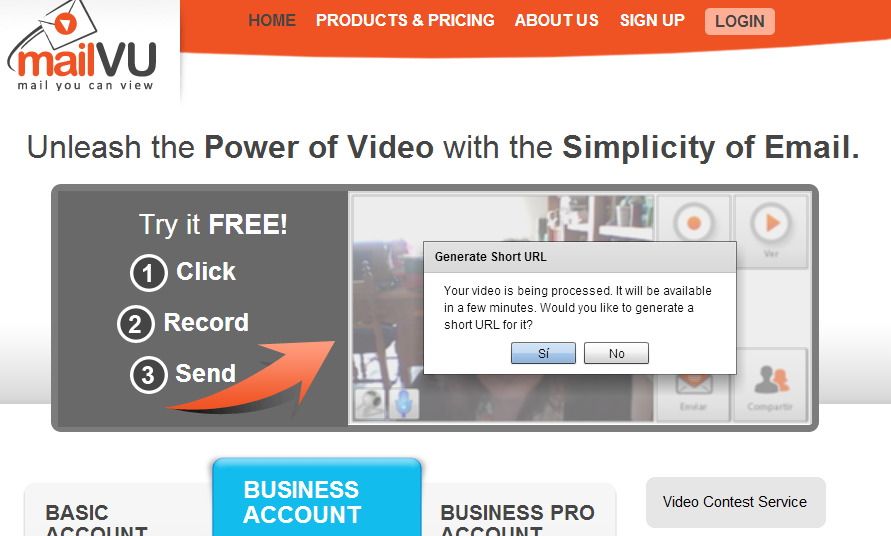 HOME PRODUCTS & PRICING ABOUT US SIGN UP LOGIN
mailVU
mail you can view
Unleash the Power of Video with the Simplicity of Email.
Try it FREE!
1 Click
2 Record
3 Send
Ver
Generate Short URL
Your video is being processed. It will be available
in a few minutes. Would you like to generate a
short URL for it?
Sí No
Enviar Compartir
BASIC
ACCOUNT
BUSINESS
ACCOUNT
BUSINESS PRO
ACCOUNT
Video Contest Service